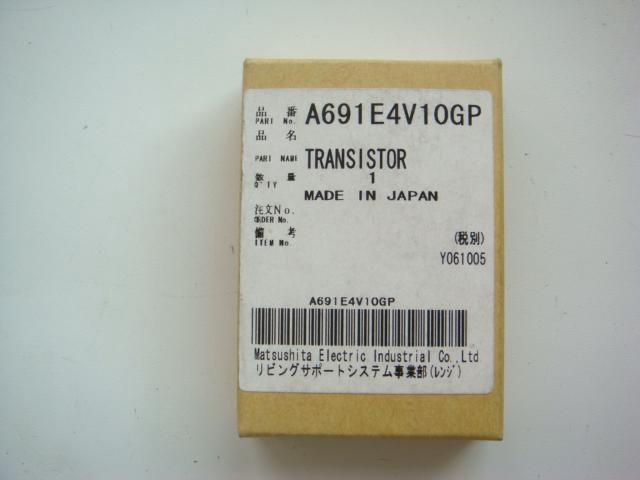 品 番 A691E4V10GP
PART No.
品 名
PART NAME TRANSISTOR
数 量 1
Q'TY
MADE IN JAPAN
注文No.
ORDER No.
備 考 (税別)
ITEM No.
Y061005
A691E4V10GP
Matsushita Electric Industrial Co.,Ltd
リビングサポートシステム事業部(レンジ)